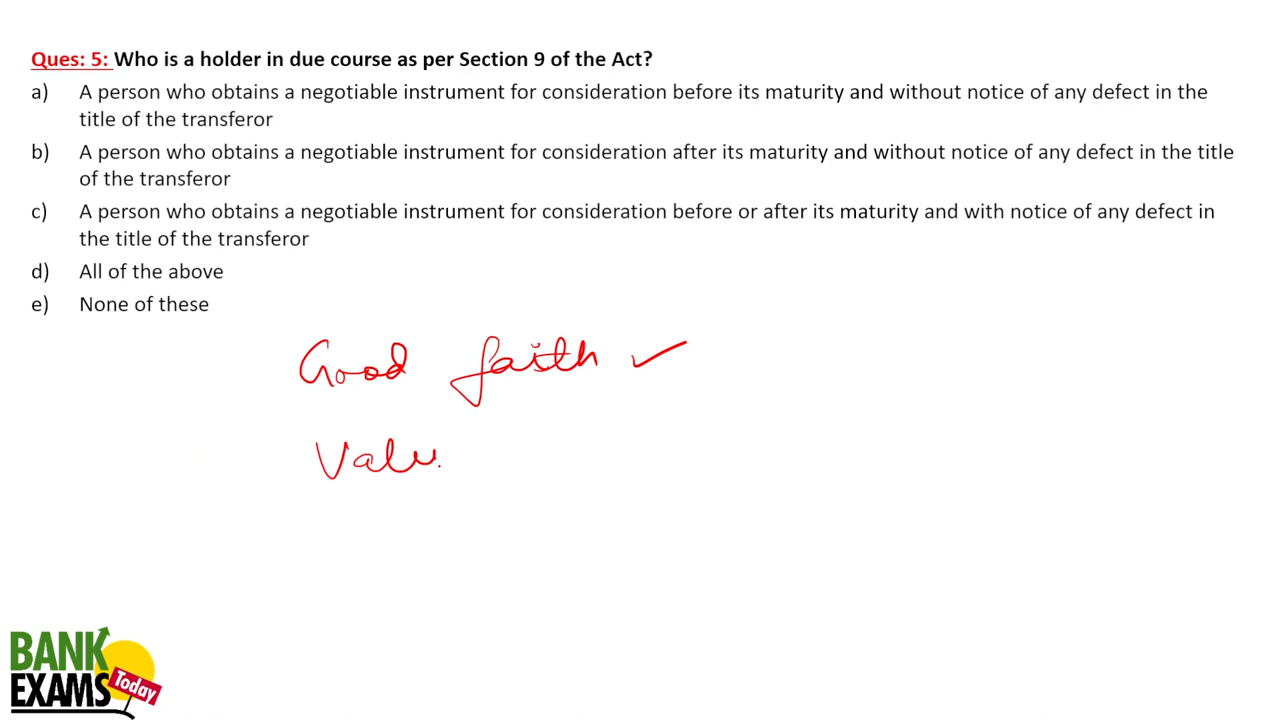 Ques: 5: Who is a holder in due course as per Section 9 of the Act?
a) A person who obtains a negotiable instrument for consideration before its maturity and without notice of any defect in the
title of the transferor
b) A person who obtains a negotiable instrument for consideration after its maturity and without notice of any defect in the title
of the transferor
c) A person who obtains a negotiable instrument for consideration before or after its maturity and with notice of any defect in
the title of the transferor
d) All of the above
e) None of these
Good faith ✓
Valu
BANK
EXAMS Today